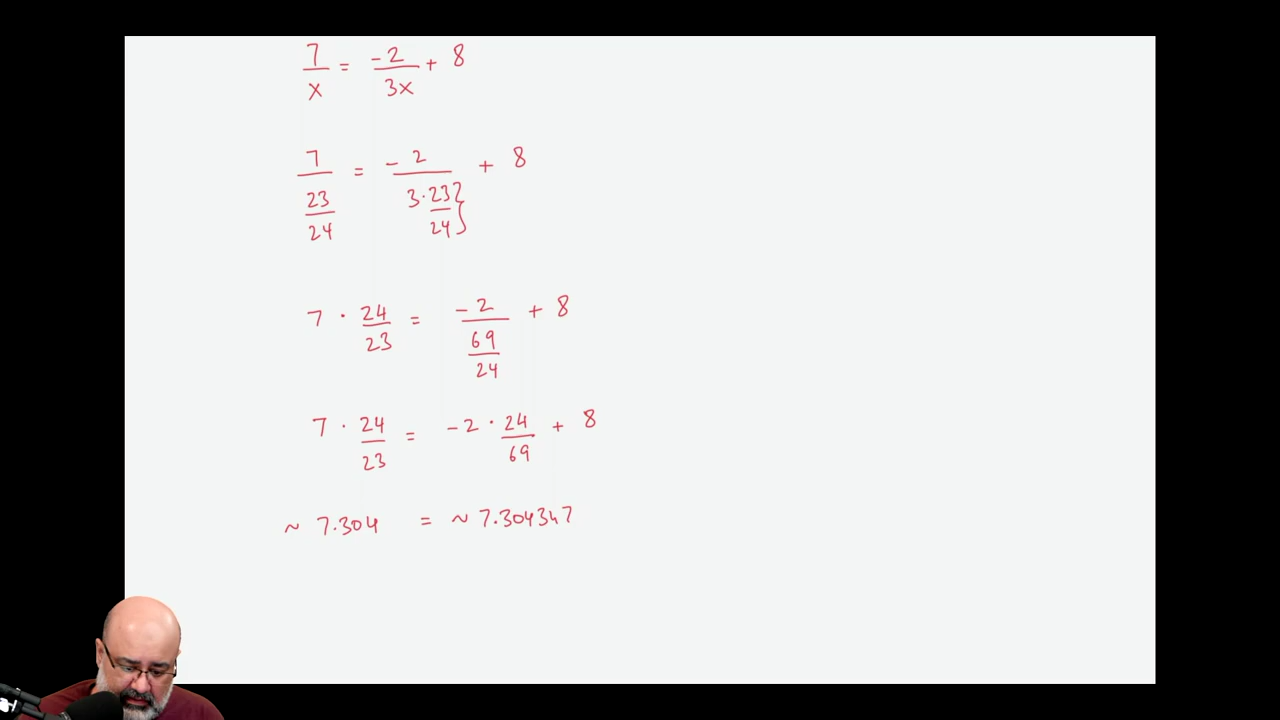 7/x = -2/3x + 8
7/(23/24) = -2/(3·23/24) + 8
7 · 24/23 = -2/(69/24) + 8
7 · 24/23 = -2 · 24/69 + 8
~ 7.304 = ~ 7.304347